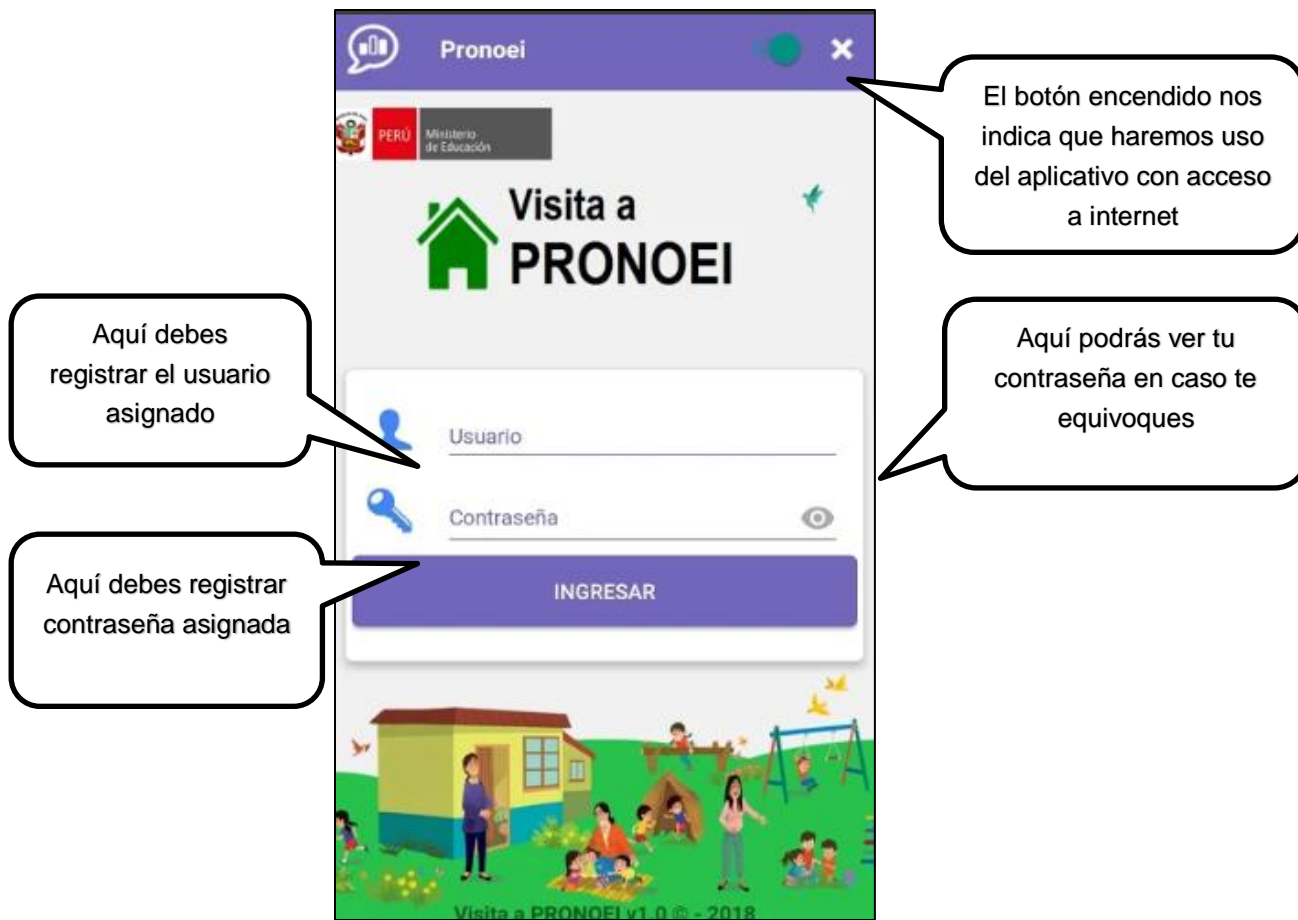 Pronoei
PERÚ
Ministerio
de Educación
Visita a
PRONOEI
El botón encendido nos
indica que haremos uso
del aplicativo con acceso
a internet
Aquí debes
registrar el usuario
asignado
Aquí podrás ver tu
contraseña en caso te
equivoques
Usuario
Contraseña
Aquí debes registrar
contraseña asignada
INGRESAR
Visita a PRONOEI v1.0 © - 2018